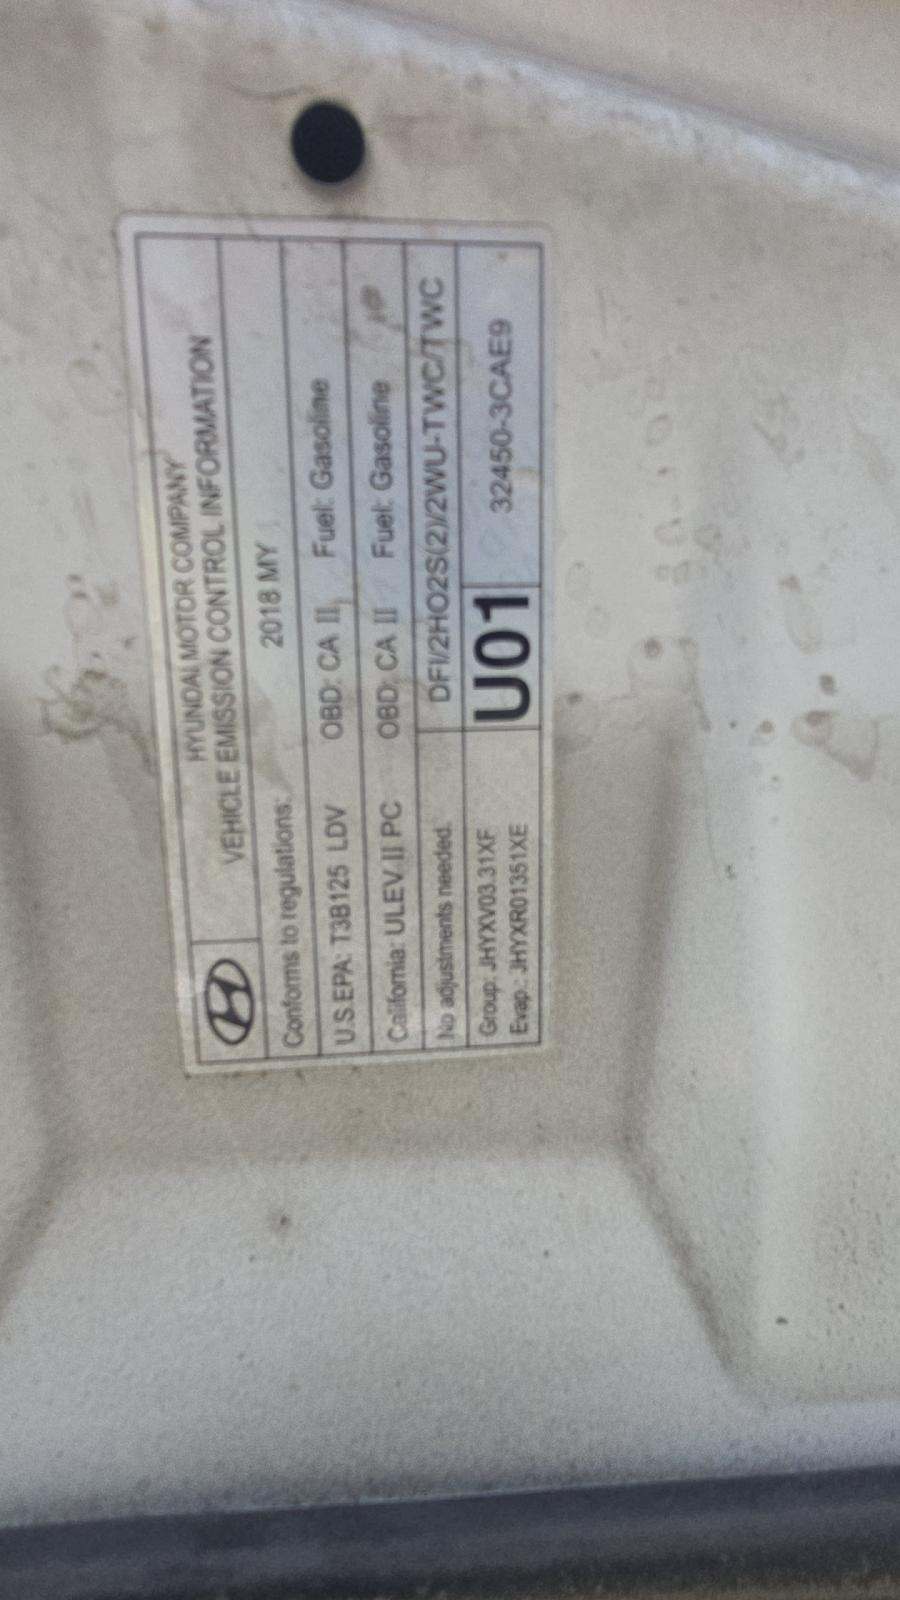 HYUNDAI MOTOR COMPANY
VEHICLE EMISSION CONTROL INFORMATION
Conforms to regulations: 2018 MY
U.S.EPA: T3B125 LDV OBD: CA II Fuel: Gasoline
California: ULEV II PC OBD: CA II Fuel: Gasoline
No adjustments needed. DFI/2HO2S(2)/2WU-TWC/TWC
Group: JHYXV03.31XF
Evap.: JHYXR01351XE
U01
32450-3CAE9